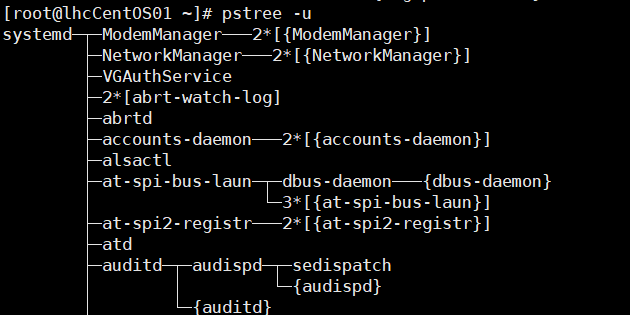 [root@lhcCentOS01 ~]# pstree -u
systemd─┬─ModemManager───2*[{ModemManager}]
        ├─NetworkManager───2*[{NetworkManager}]
        ├─VGAuthService
        ├─2*[abrt-watch-log]
        ├─abrtd
        ├─accounts-daemon───2*[{accounts-daemon}]
        ├─alsactl
        ├─at-spi-bus-laun─┬─dbus-daemon───{dbus-daemon}
        │                 └─3*[{at-spi-bus-laun}]
        ├─at-spi2-registr───2*[{at-spi2-registr}]
        ├─atd
        ├─auditd─┬─audispd─┬─sedispatch
        │        │         └─{audispd}
        │        └─{auditd}